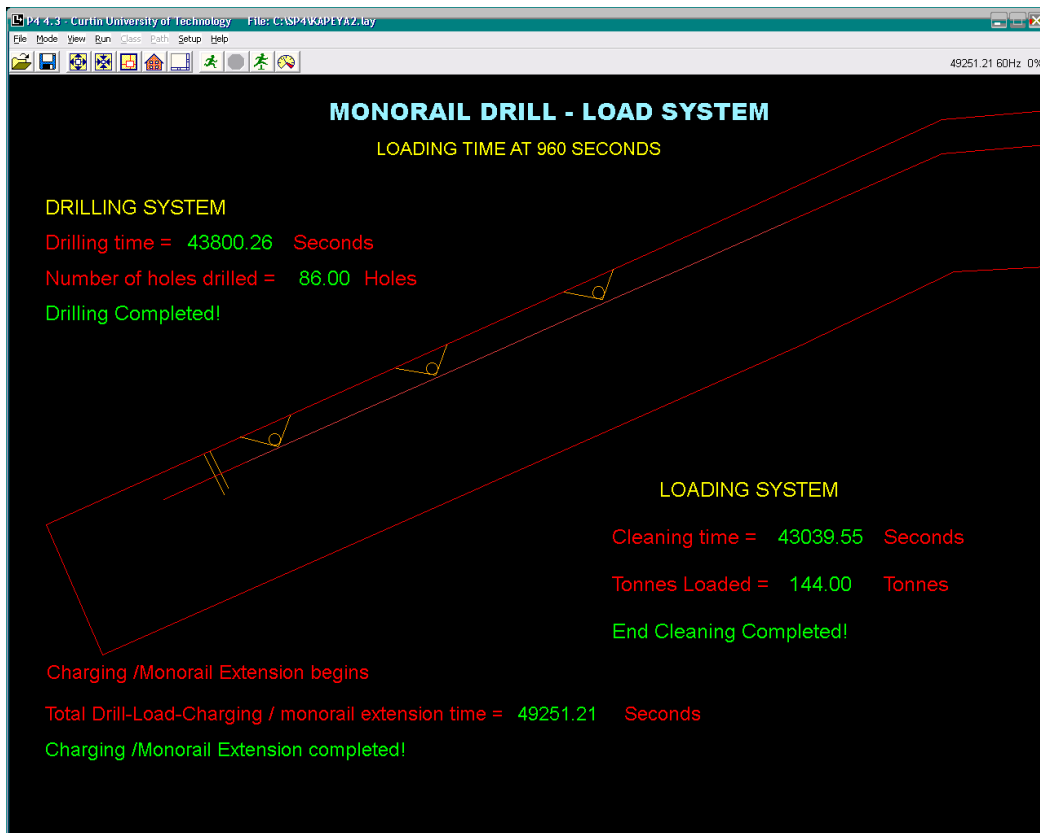 P4 4.3 - Curtin University of Technology File: C:\SP4\KAPEYA2.lay
File Mode View Run Class Path Setup Help
49251.21 60Hz 0%
MONORAIL DRILL - LOAD SYSTEM
LOADING TIME AT 960 SECONDS
DRILLING SYSTEM
Drilling time = 43800.26 Seconds
Number of holes drilled = 86.00 Holes
Drilling Completed!
LOADING SYSTEM
Cleaning time = 43039.55 Seconds
Tonnes Loaded = 144.00 Tonnes
End Cleaning Completed!
Charging /Monorail Extension begins
Total Drill-Load-Charging / monorail extension time = 49251.21 Seconds
Charging /Monorail Extension completed!